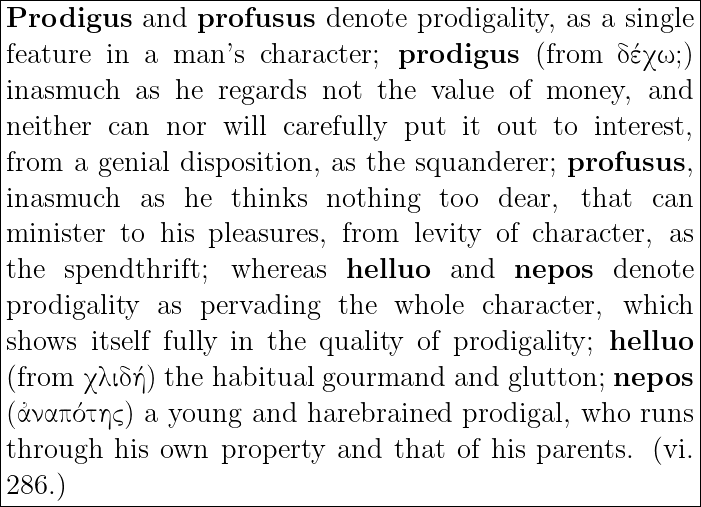 Prodigus and profusus denote prodigality, as a single
feature in a man's character; prodigus (from δέχω;)
inasmuch as he regards not the value of money, and
neither can nor will carefully put it out to interest,
from a genial disposition, as the squanderer; profusus,
inasmuch as he thinks nothing too dear, that can
minister to his pleasures, from levity of character, as
the spendthrift; whereas helluo and nepos denote
prodigality as pervading the whole character, which
shows itself fully in the quality of prodigality; helluo
(from χλιδή) the habitual gourmand and glutton; nepos
(ἀναπότης) a young and harebrained prodigal, who runs
through his own property and that of his parents. (vi.
286.)